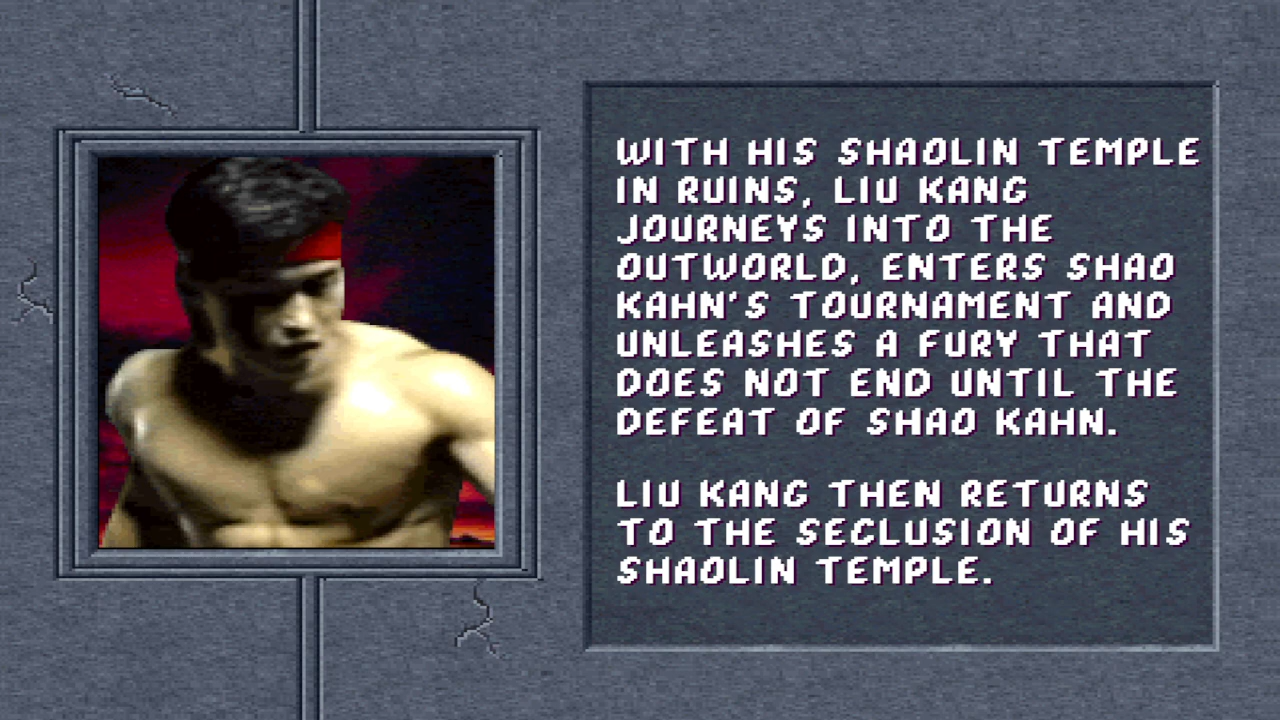 WITH HIS SHAOLIN TEMPLE
IN RUINS, LIU KANG
JOURNEYS INTO THE
OUTWORLD, ENTERS SHAO
KAHN'S TOURNAMENT AND
UNLEASHES A FURY THAT
DOES NOT END UNTIL THE
DEFEAT OF SHAO KAHN.
LIU KANG THEN RETURNS
TO THE SECLUSION OF HIS
SHAOLIN TEMPLE.